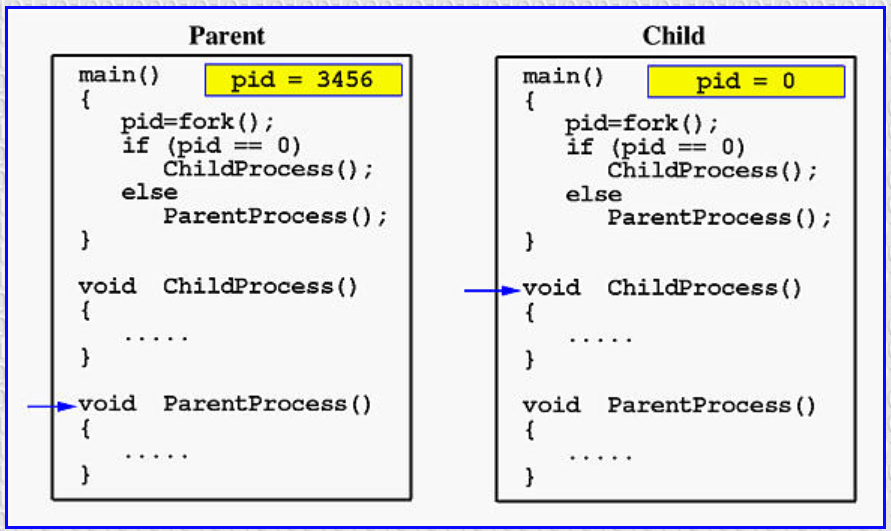 Parent
main()
pid = 3456
{
pid=fork();
if (pid == 0)
ChildProcess();
else
ParentProcess();
}
void ChildProcess()
{
.....
}
void ParentProcess()
{
.....
}
Child
main()
pid = 0
{
pid=fork();
if (pid == 0)
ChildProcess();
else
ParentProcess();
}
void ChildProcess()
{
.....
}
void ParentProcess()
{
.....
}